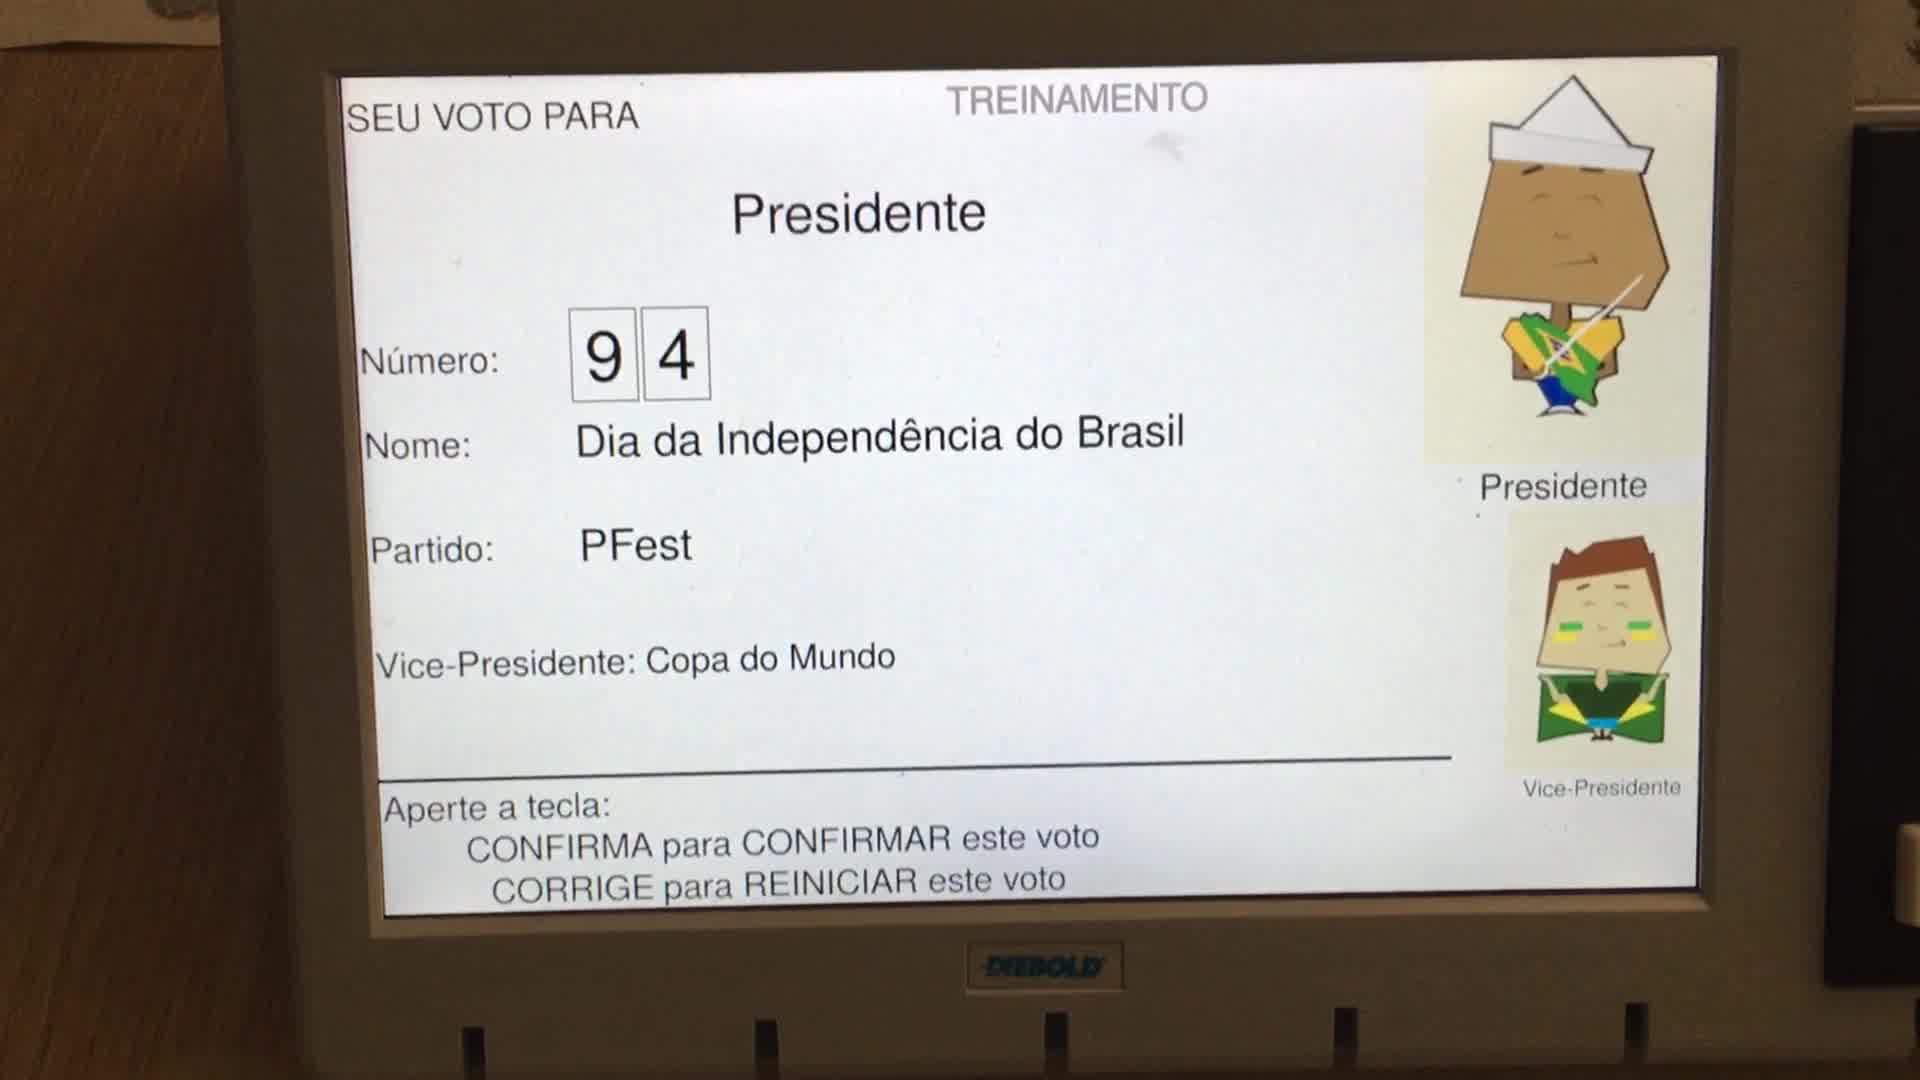 SEU VOTO PARA
TREINAMENTO
Presidente
Número: 9 4
Nome: Dia da Independência do Brasil
Partido: PFest
Vice-Presidente: Copa do Mundo
Presidente
Vice-Presidente
Aperte a tecla:
CONFIRMA para CONFIRMAR este voto
CORRIGE para REINICIAR este voto
DIEBOLD